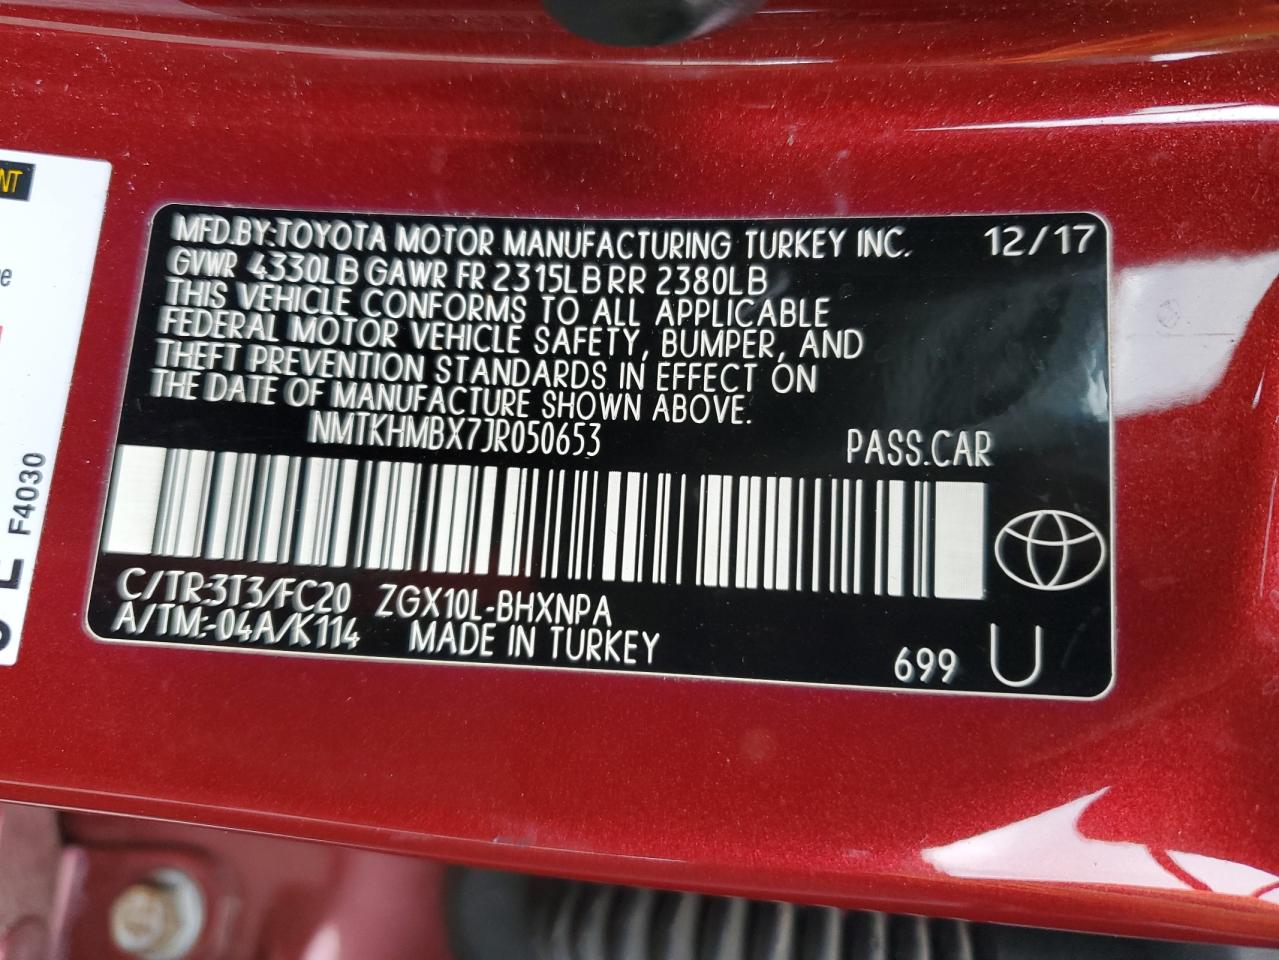 MFD.BY:TOYOTA MOTOR MANUFACTURING TURKEY INC. 12/17
GVWR 4330LB GAWR FR 2315LB RR 2380LB
THIS VEHICLE CONFORMS TO ALL APPLICABLE
FEDERAL MOTOR VEHICLE SAFETY, BUMPER, AND
THEFT PREVENTION STANDARDS IN EFFECT ON
THE DATE OF MANUFACTURE SHOWN ABOVE.
NMTKHMBX7JR050653 PASS.CAR
C/TR:3T3/FC20 ZGX10L-BHXNPA
A/TM:-04A/K114 MADE IN TURKEY
699 U
F4030